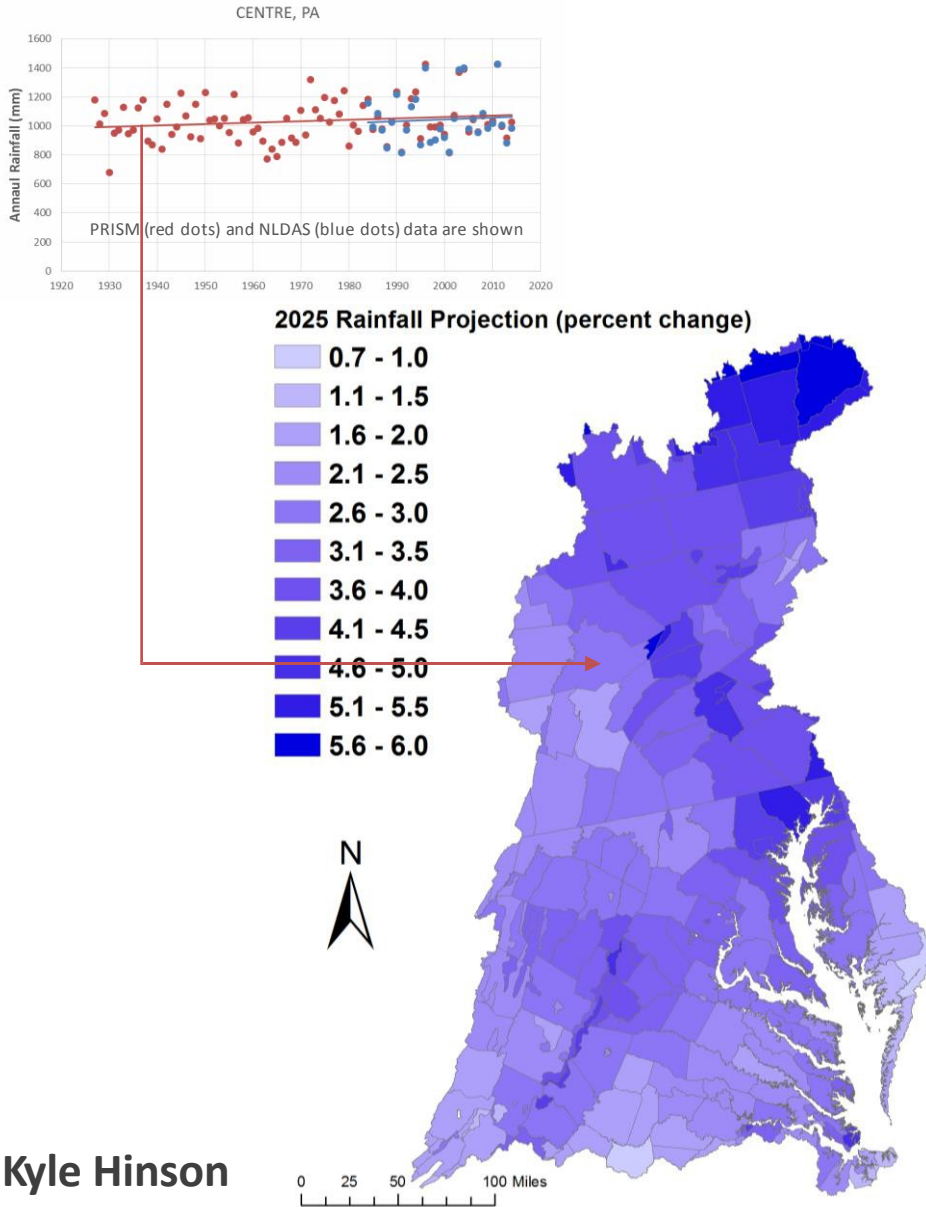 CENTRE, PA
1600
1400
1200
1000
800
600
400
200
0
Annaul Rainfall (mm)
PRISM (red dots) and NLDAS (blue dots) data are shown
1920 1930 1940 1950 1960 1970 1980 1990 2000 2010 2020
2025 Rainfall Projection (percent change)
0.7 - 1.0
1.1 - 1.5
1.6 - 2.0
2.1 - 2.5
2.6 - 3.0
3.1 - 3.5
3.6 - 4.0
4.1 - 4.5
4.6 - 5.0
5.1 - 5.5
5.6 - 6.0
N
Kyle Hinson
0 25 50 100 Miles